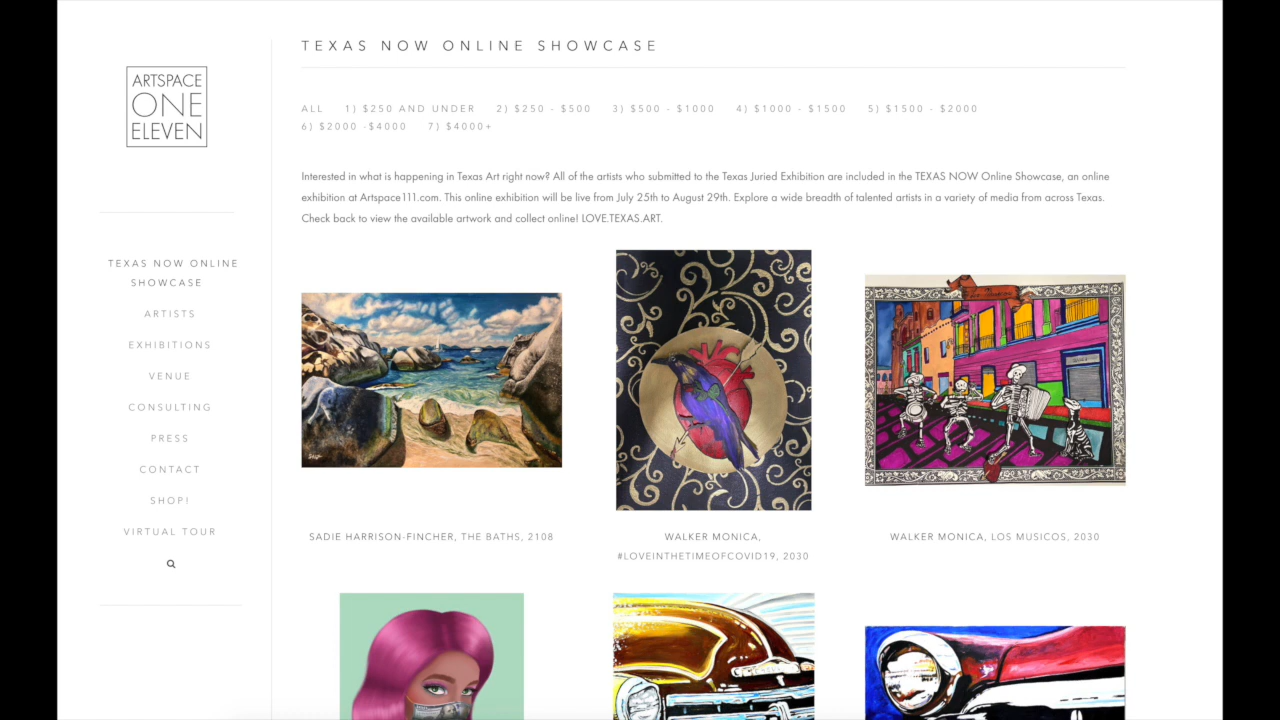 TEXAS NOW ONLINE SHOWCASE
ARTSPACE
ONE
ELEVEN
ALL 1) $250 AND UNDER 2) $250 - $500 3) $500 - $1000 4) $1000 - $1500 5) $1500 - $2000
6) $2000 -$4000 7) $4000+
Interested in what is happening in Texas Art right now? All of the artists who submitted to the Texas Juried Exhibition are included in the TEXAS NOW Online Showcase, an online
exhibition at Artspace111.com. This online exhibition will be live from July 25th to August 29th. Explore a wide breadth of talented artists in a variety of media from across Texas.
Check back to view the available artwork and collect online! LOVE.TEXAS.ART.
TEXAS NOW ONLINE
SHOWCASE
ARTISTS
EXHIBITIONS
VENUE
CONSULTING
PRESS
CONTACT
SHOP!
VIRTUAL TOUR
SADIE HARRISON-FINCHER, THE BATHS, 2108
WALKER MONICA,
#LOVEINTHETIMEOFCOVID19, 2030
WALKER MONICA, LOS MUSICOS, 2030